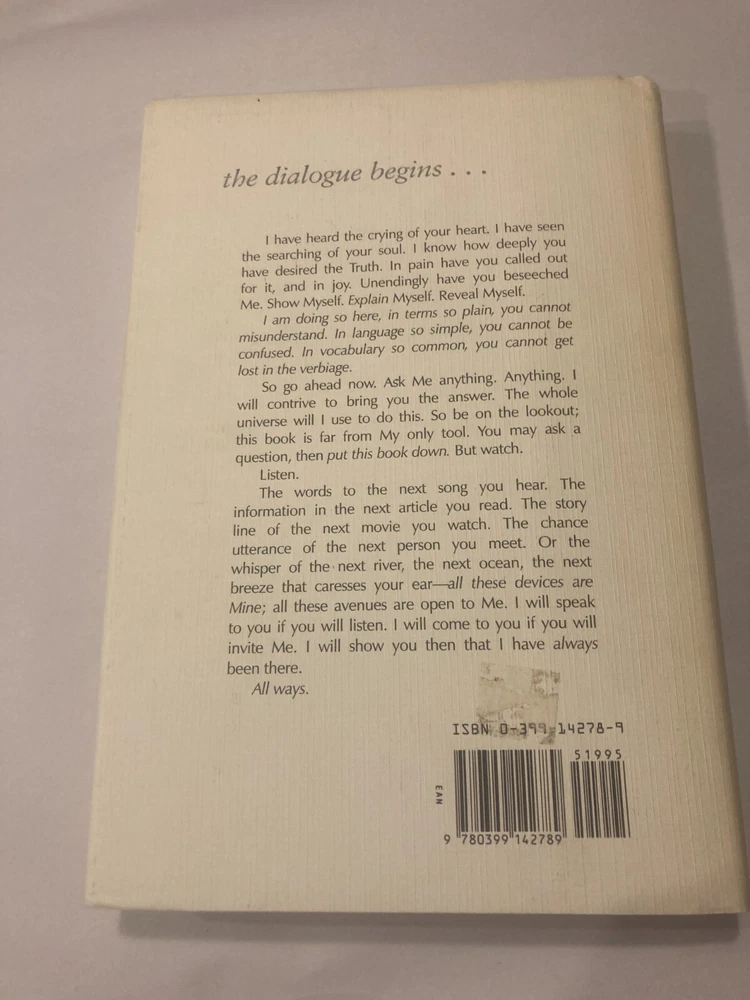 the dialogue begins . . .
I have heard the crying of your heart. I have seen
the searching of your soul. I know how deeply you
have desired the Truth. In pain have you called out
for it, and in joy. Unendingly have you beseeched
Me. Show Myself. Explain Myself. Reveal Myself.
I am doing so here, in terms so plain, you cannot
misunderstand. In language so simple, you cannot be
confused. In vocabulary so common, you cannot get
lost in the verbiage.
So go ahead now. Ask Me anything. Anything. I
will contrive to bring you the answer. The whole
universe will I use to do this. So be on the lookout;
this book is far from My only tool. You may ask a
question, then put this book down. But watch.
Listen.
The words to the next song you hear. The
information in the next article you read. The story
line of the next movie you watch. The chance
utterance of the next person you meet. Or the
whisper of the next river, the next ocean, the next
breeze that caresses your ear—all these devices are
Mine; all these avenues are open to Me. I will speak
to you if you will listen. I will come to you if you will
invite Me. I will show you then that I have always
been there.
All ways.
ISBN 0-399-14278-9
51995
EAN
9 780399 142789